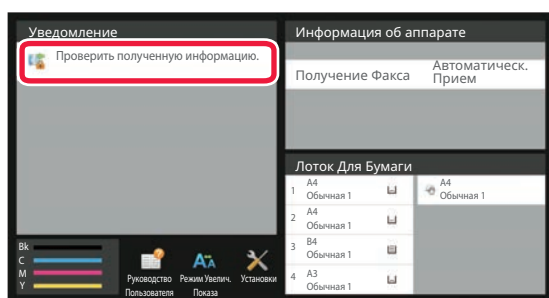 Уведомление
Проверить полученную информацию.
Информация об аппарате
Получение Факса
Автоматическ.
Прием
Лоток Для Бумаги
1 A4
Обычная 1
A4
Обычная 1
2 A4
Обычная 1
3 B4
Обычная 1
4 A3
Обычная 1
Bk
C
M
Y
Руководство
Пользователя
Режим Увелич.
Показа
Установки